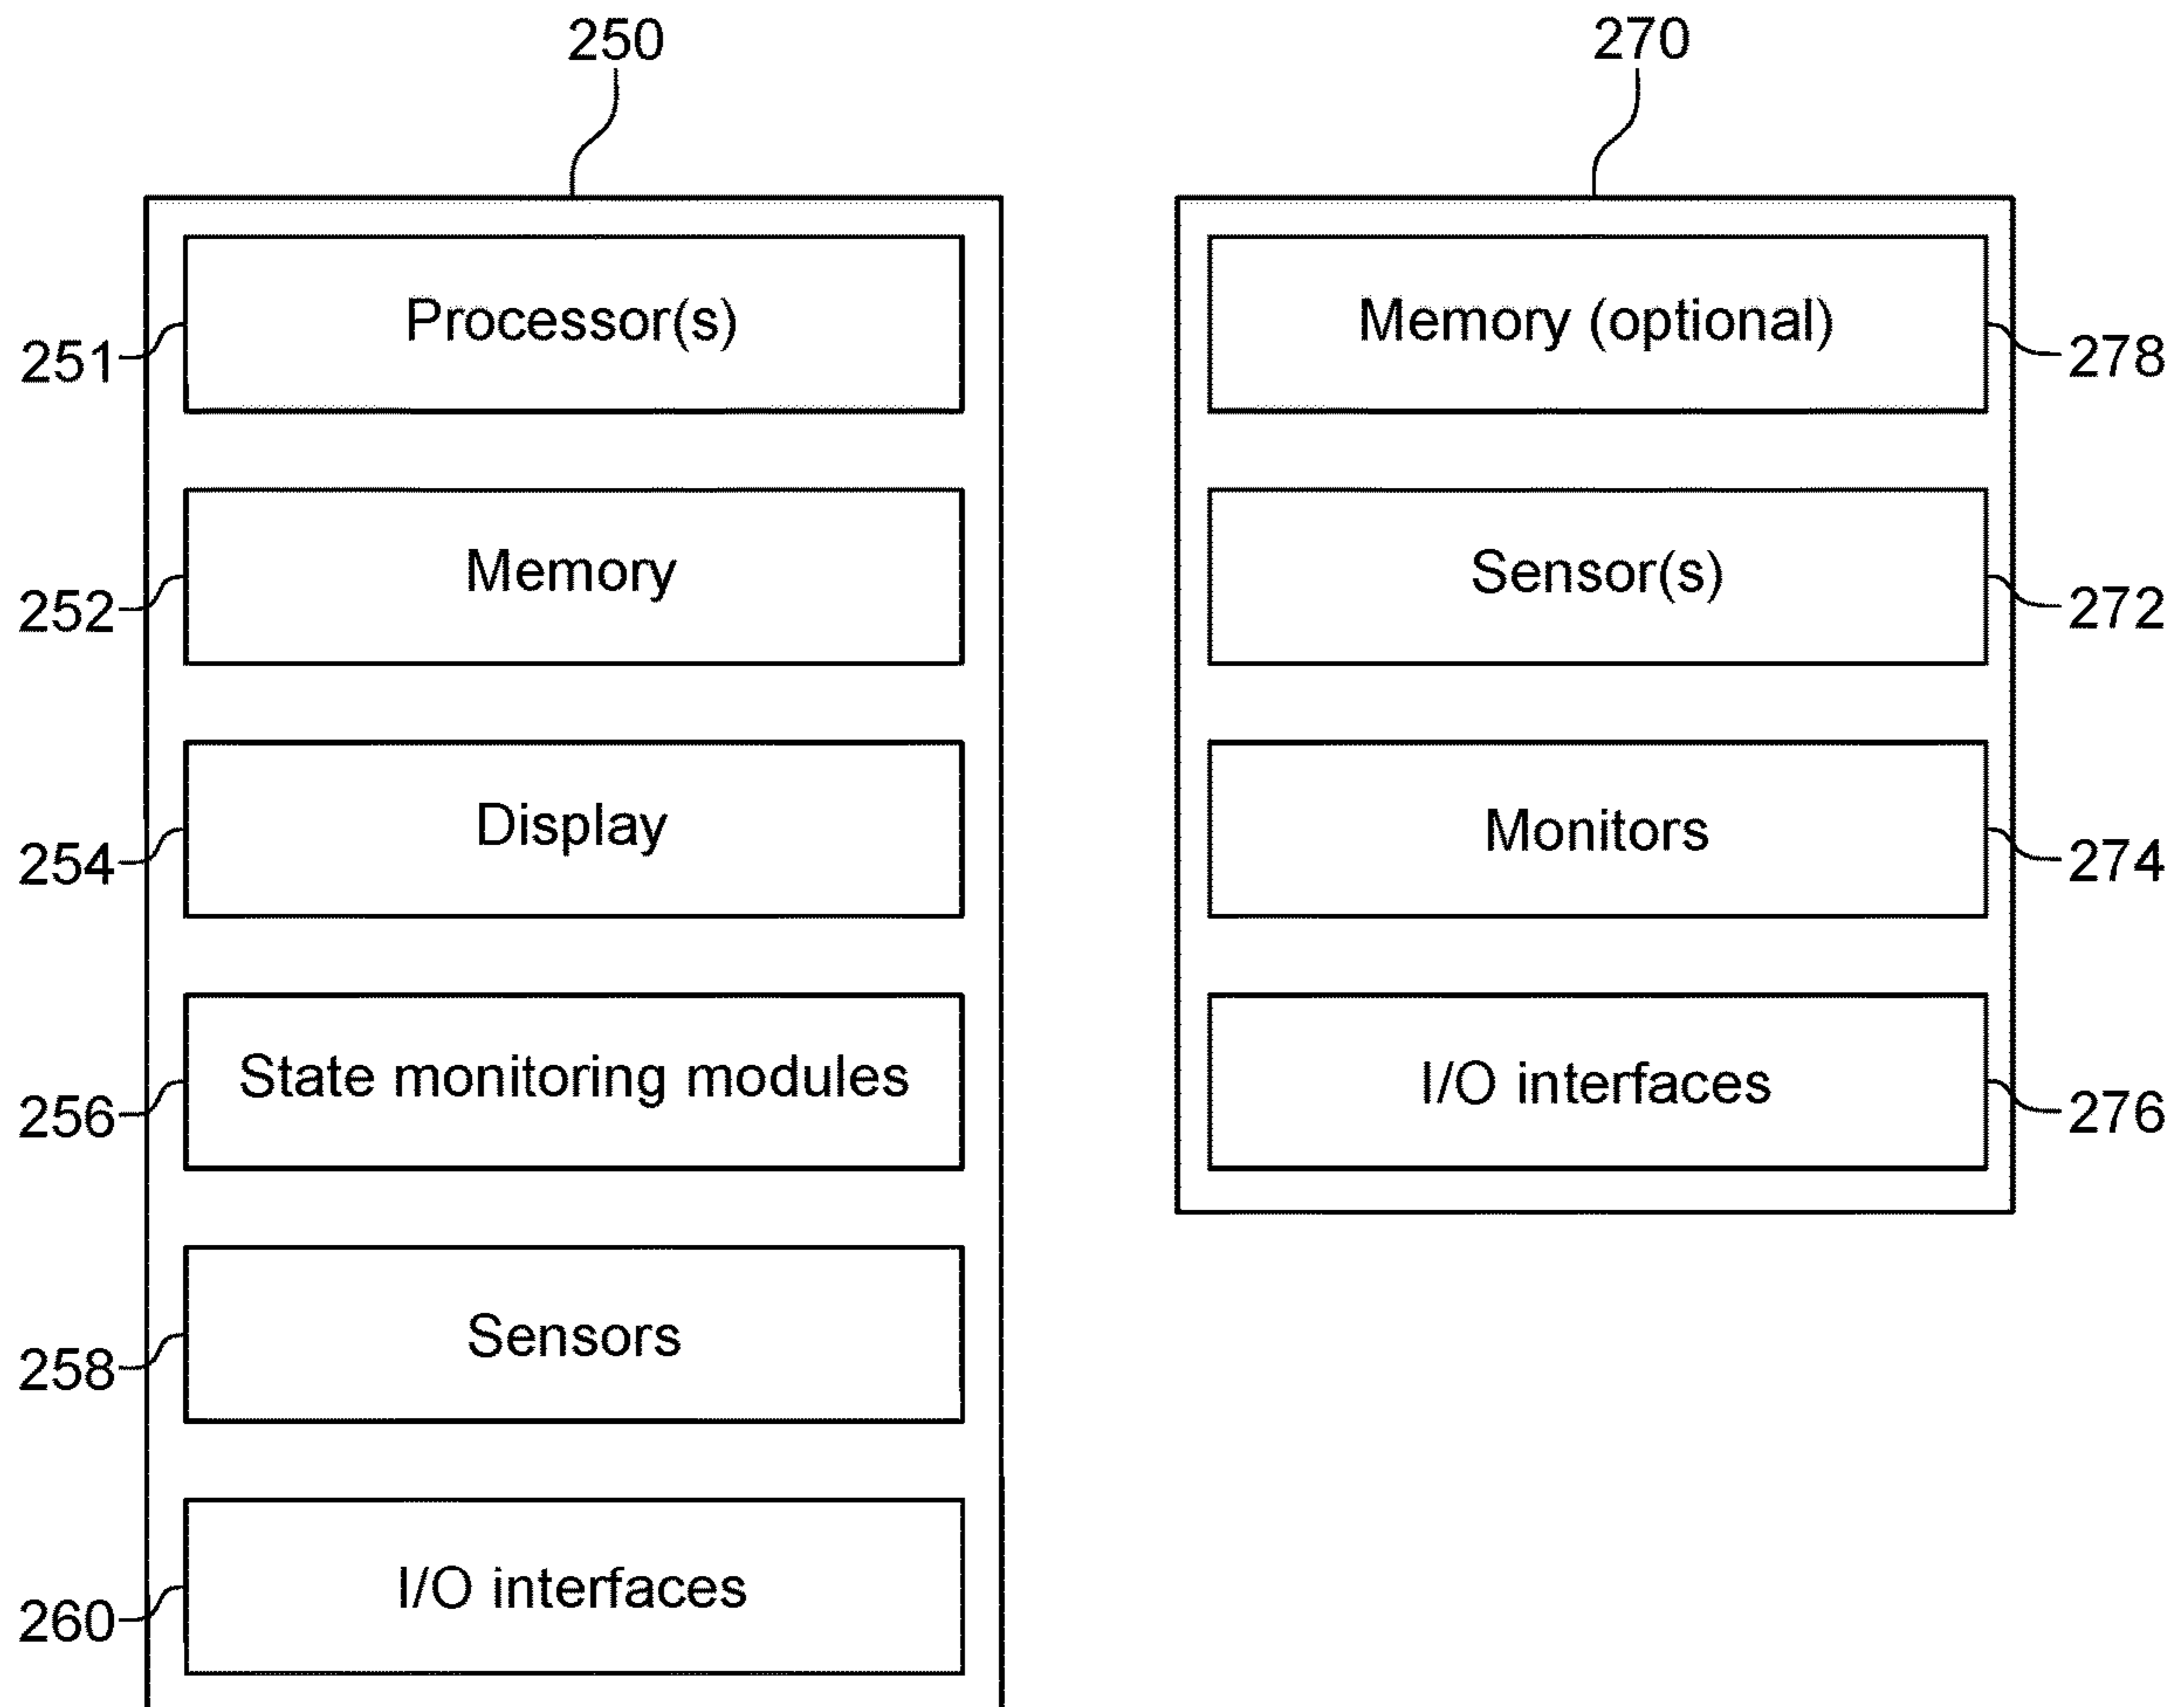 250
270
Processor(s)
251
Memory (optional)
278
Memory
252
Sensor(s)
272
Display
254
Monitors
274
State monitoring modules
256
I/O interfaces
276
Sensors
258
I/O interfaces
260